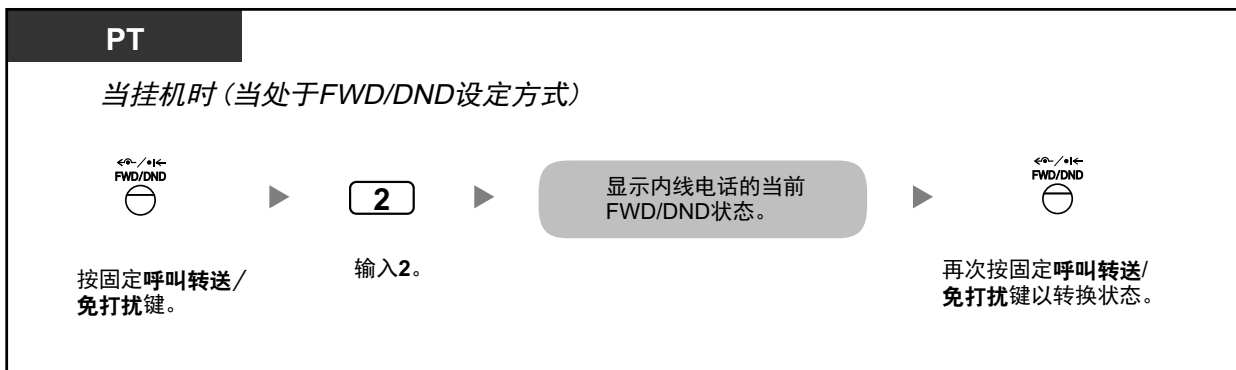 PT
当挂机时（当处于FWD/DND设定方式）
FWD/DND
2
显示内线电话的当前
FWD/DND状态。
FWD/DND
按固定呼叫转送/
免打扰键。
输入2。
再次按固定呼叫转送/
免打扰键以转换状态。